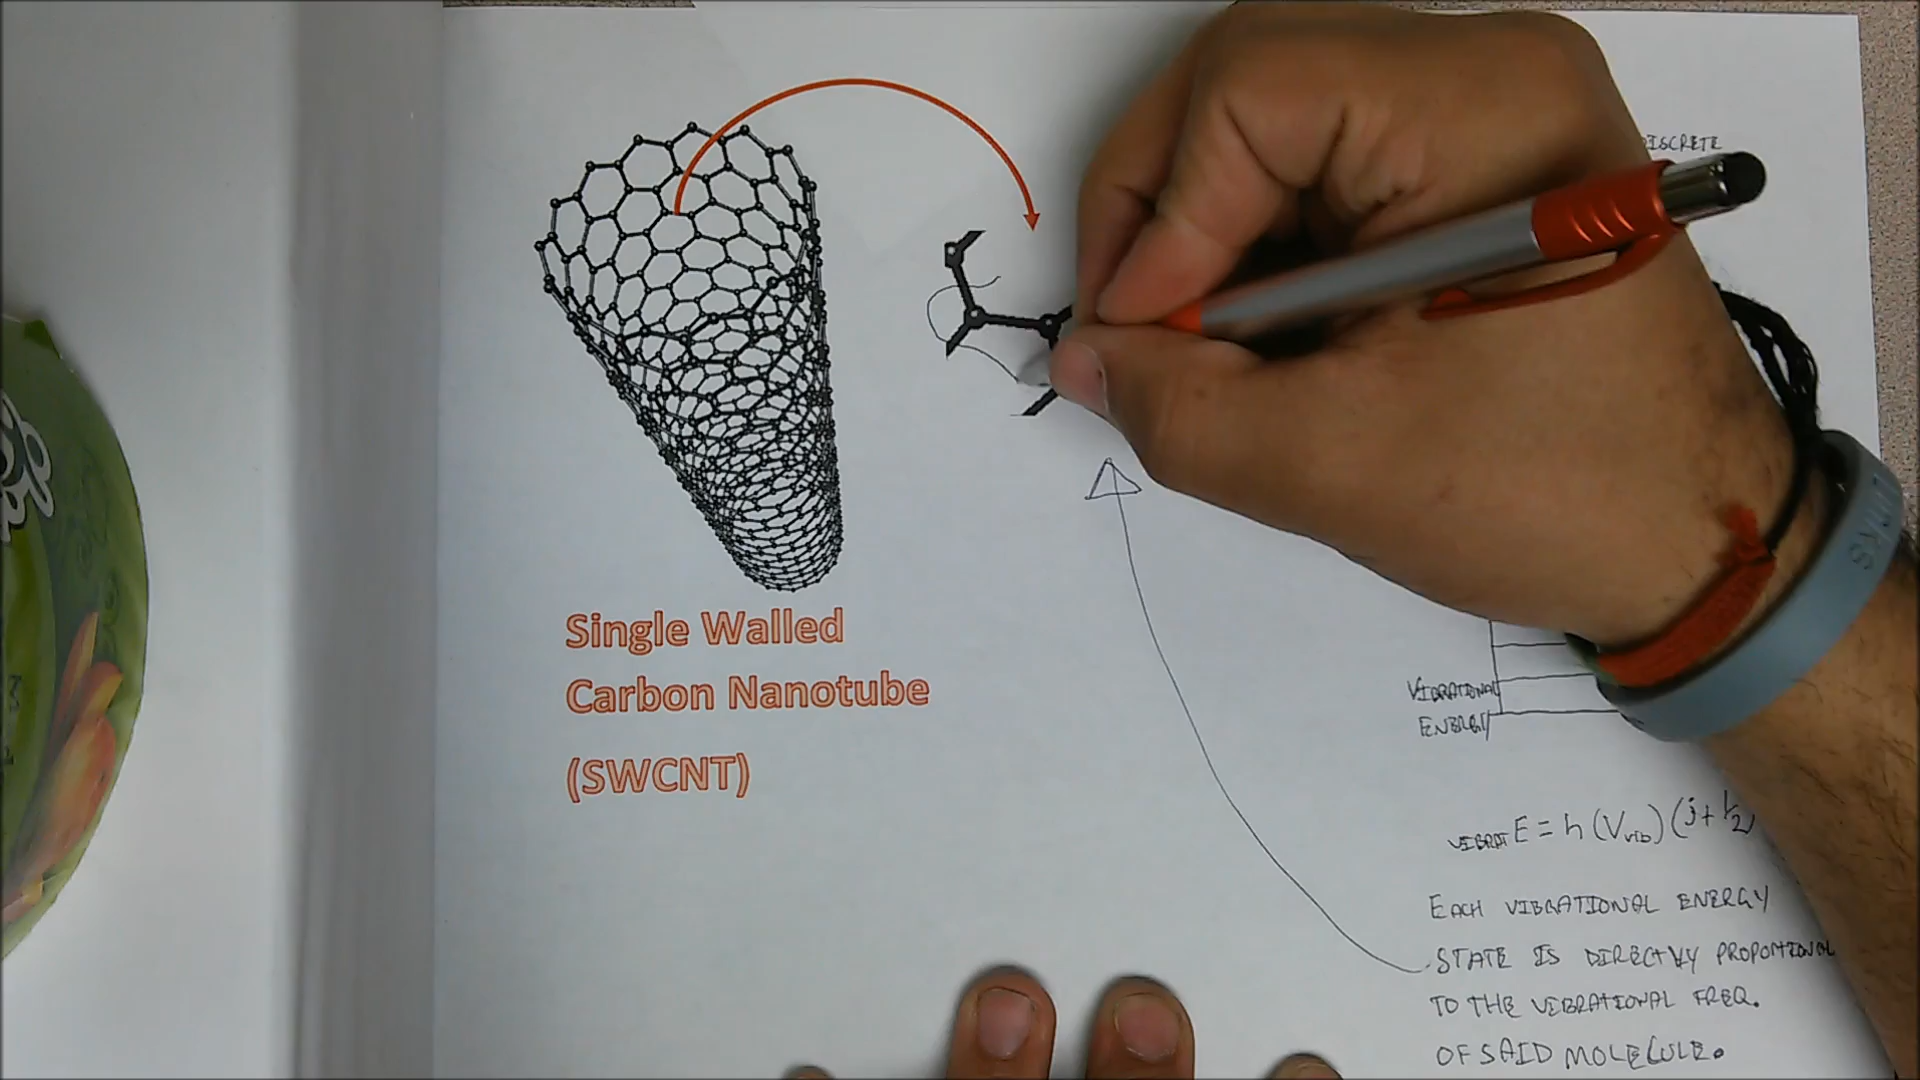 DISCRETE
Single Walled
Carbon Nanotube
(SWCNT)
VIBRATIONAL
ENERGY
VIBRAT E = h (Vvib) (j + 1/2)
EACH VIBRATIONAL ENERGY
STATE IS DIRECTLY PROPORTIONAL
TO THE VIBRATIONAL FREQ.
OF SAID MOLECULE.